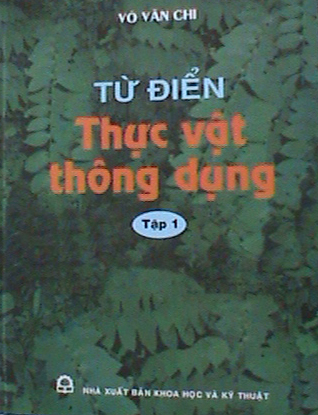 VÕ VĂN CHI
TỪ ĐIỂN
Thực vật
thông dụng
Tập 1
NHÀ XUẤT BẢN KHOA HỌC VÀ KỸ THUẬT